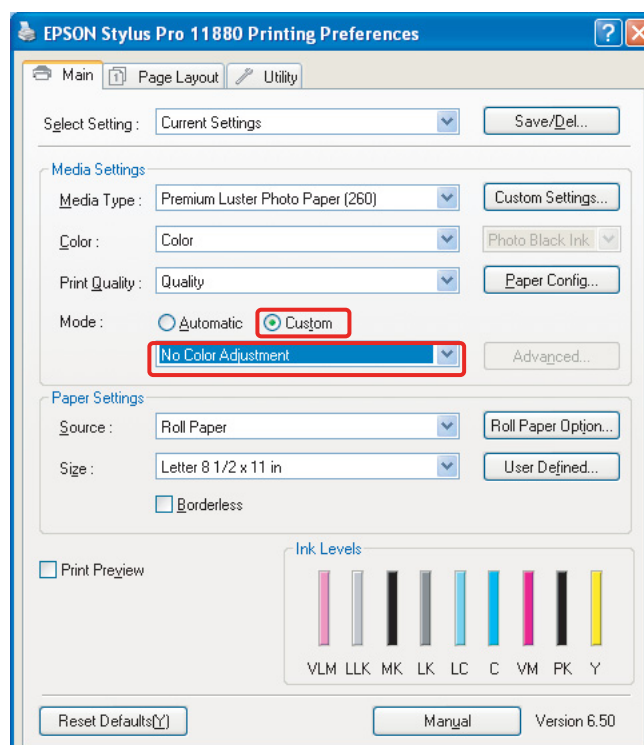 EPSON Stylus Pro 11880 Printing Preferences
Main Page Layout Utility
Select Setting : Current Settings Save/Del...
Media Settings
Media Type : Premium Luster Photo Paper (260) Custom Settings...
Color : Color Photo Black Ink
Print Quality : Quality Paper Config...
Mode : Automatic Custom
No Color Adjustment Advanced...
Paper Settings
Source : Roll Paper Roll Paper Option...
Size : Letter 8 1/2 x 11 in User Defined...
Borderless
Print Preview
Ink Levels
VLM LLK MK LK LC C VM PK Y
Reset Defaults(Y) Manual Version 6.50